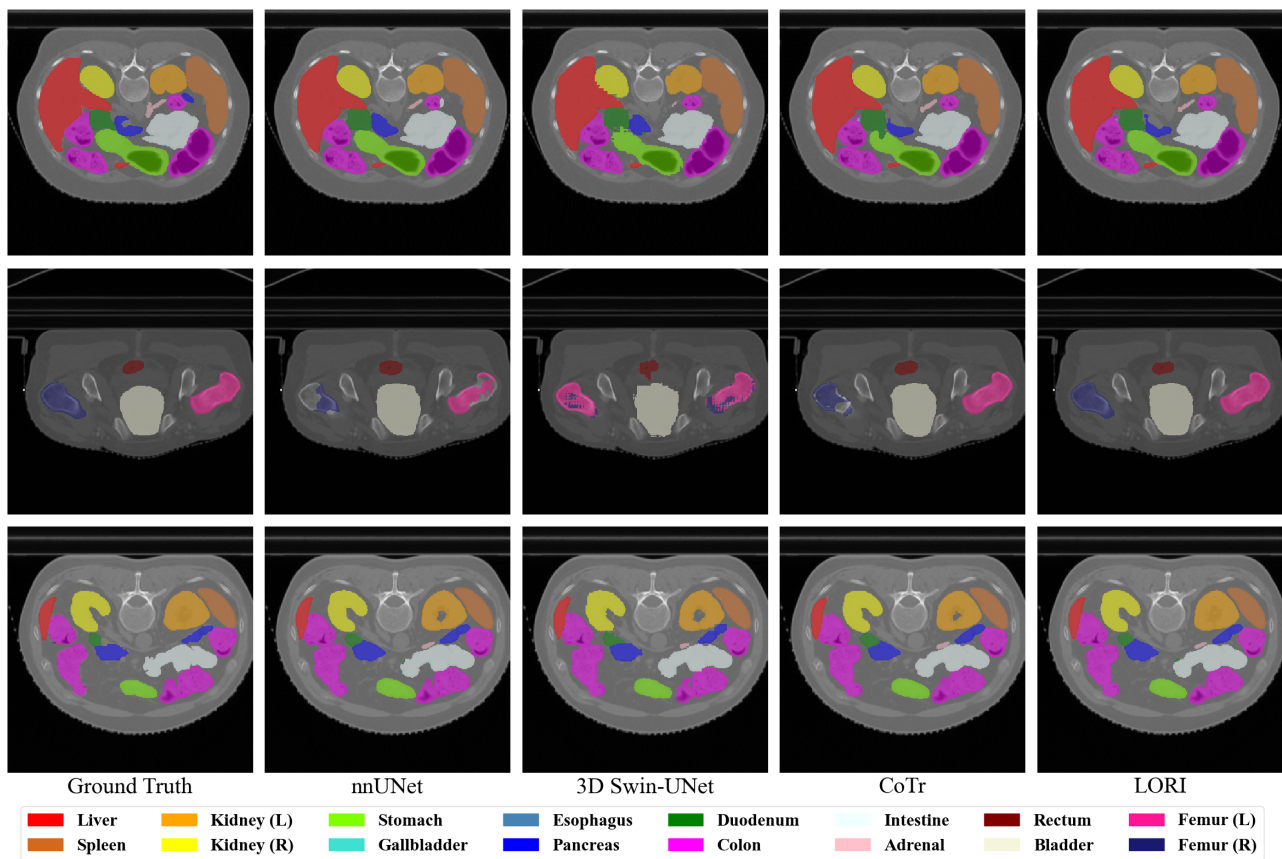 Ground Truth nnUNet 3D Swin-UNet CoTr LORI
Liver Kidney (L) Stomach Esophagus Duodenum Intestine Rectum Femur (L)
Spleen Kidney (R) Gallbladder Pancreas Colon Adrenal Bladder Femur (R)